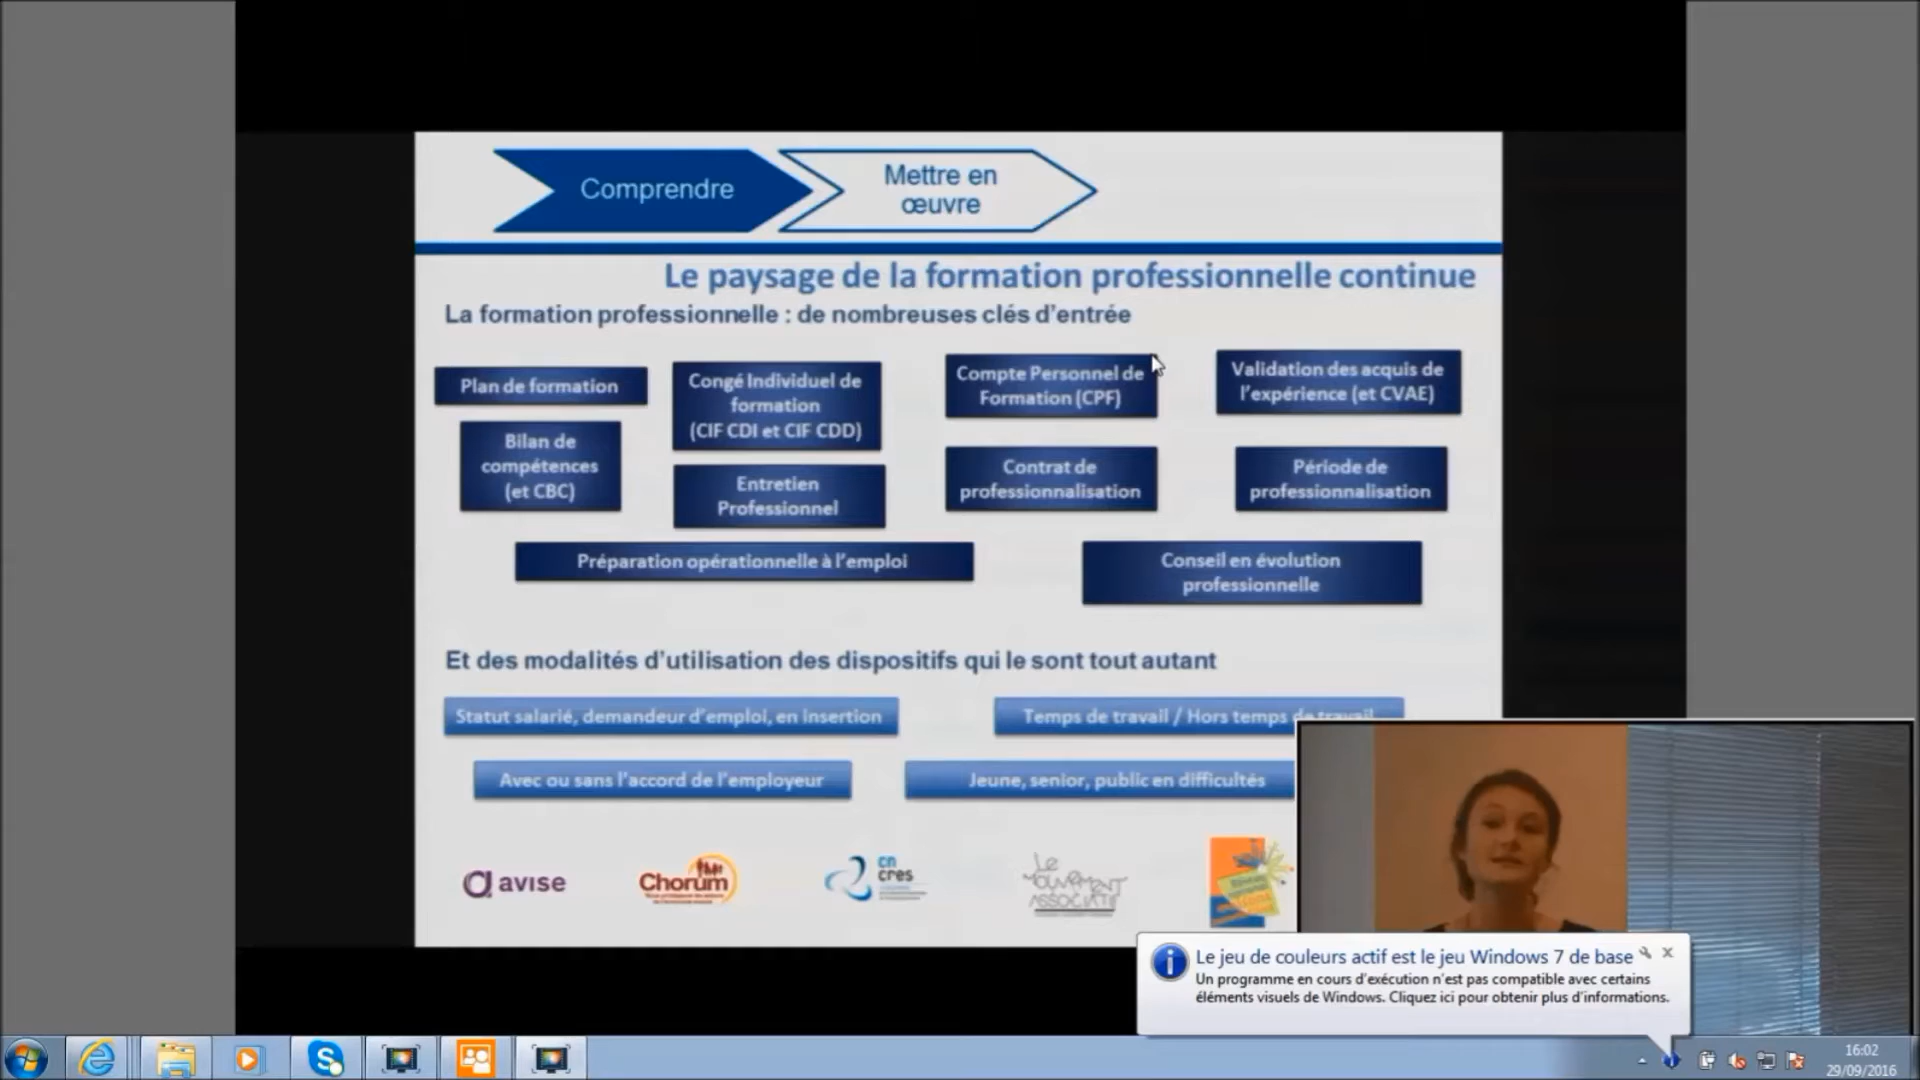 Comprendre
Mettre en
œuvre
Le paysage de la formation professionnelle continue
La formation professionnelle : de nombreuses clés d'entrée
Plan de formation
Congé Individuel de
formation
(CIF CDI et CIF CDD)
Compte Personnel de
Formation (CPF)
Validation des acquis de
l'expérience (et CVAE)
Bilan de
compétences
(et CBC)
Entretien
Professionnel
Contrat de
professionnalisation
Période de
professionnalisation
Préparation opérationnelle à l'emploi
Conseil en évolution
professionnelle
Et des modalités d'utilisation des dispositifs qui le sont tout autant
Statut salarié, demandeur d'emploi, en insertion
Temps de travail / Hors temps de travail
Avec ou sans l'accord de l'employeur
Jeune, senior, public en difficultés
avise
Chorum
cn
cres
Le
mouvement
associatif
Le jeu de couleurs actif est le jeu Windows 7 de base
Un programme en cours d'exécution n'est pas compatible avec certains
éléments visuels de Windows. Cliquez ici pour obtenir plus d'informations.
16:02
29/09/2016